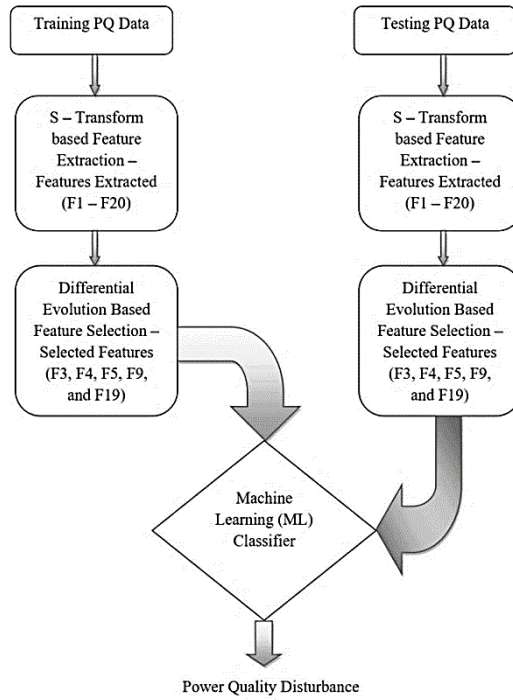 Training PQ Data
S – Transform
based Feature
Extraction –
Features Extracted
(F1 – F20)
Differential
Evolution Based
Feature Selection –
Selected Features
(F3, F4, F5, F9,
and F19)
Testing PQ Data
S – Transform
based Feature
Extraction –
Features Extracted
(F1 – F20)
Differential
Evolution Based
Feature Selection –
Selected Features
(F3, F4, F5, F9,
and F19)
Machine
Learning (ML)
Classifier
Power Quality Disturbance